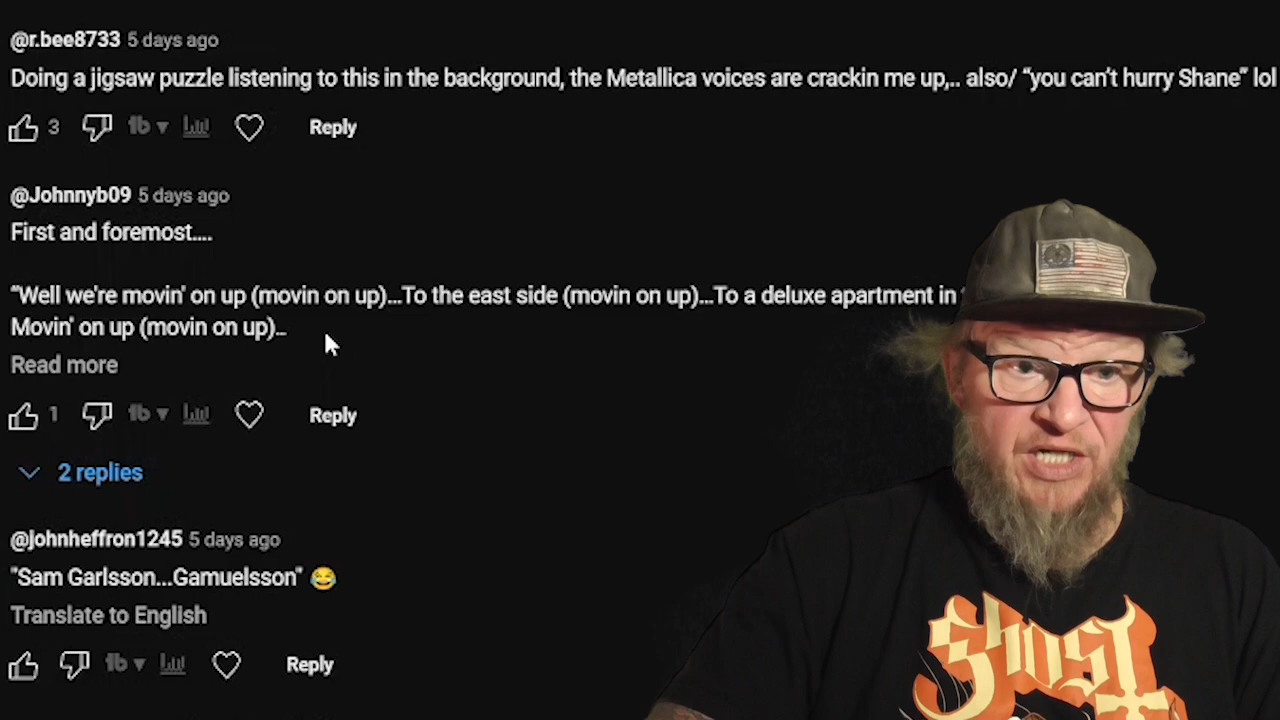 @r.bee8733 5 days ago
Doing a jigsaw puzzle listening to this in the background, the Metallica voices are crackin me up,.. also/ “you can’t hurry Shane” lol
3
Reply
@Johnnyb09 5 days ago
First and foremost....
“Well we're movin' on up (movin on up)...To the east side (movin on up)...To a deluxe apartment in
Movin' on up (movin on up)...
Read more
1
Reply
2 replies
@johnheffron1245 5 days ago
"Sam Garlsson...Gamuelsson" 😂
Translate to English
Reply
Ghost